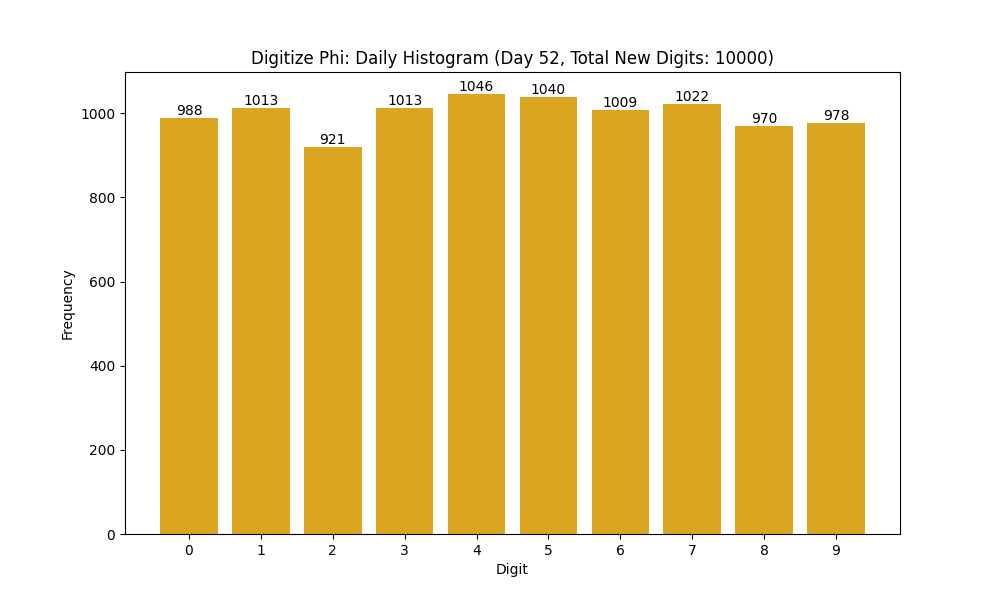 Digitize Phi: Daily Histogram (Day 52, Total New Digits: 10000)
988 1013 921 1013 1046 1040 1009 1022 970 978
1000
800
600
400
200
0
Frequency
0 1 2 3 4 5 6 7 8 9
Digit